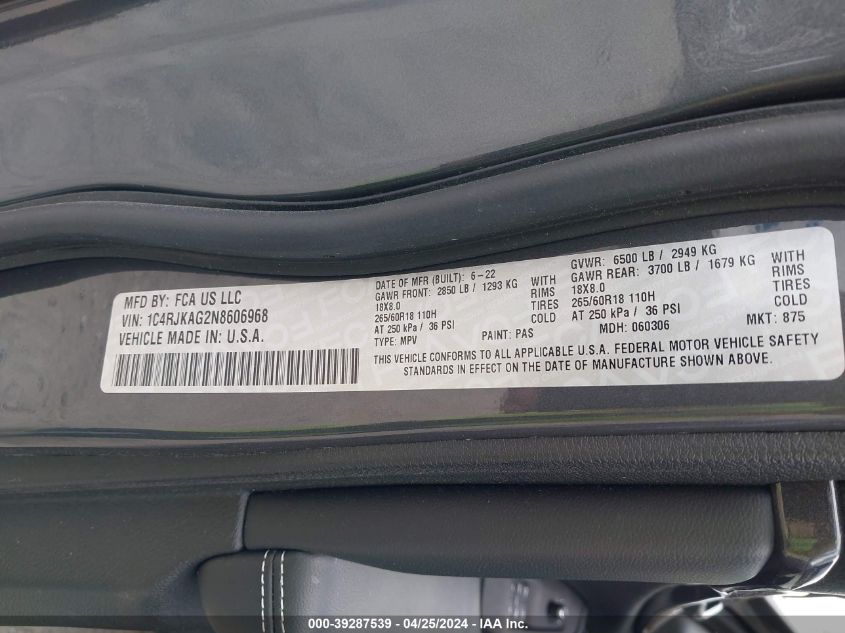 MFD BY: FCA US LLC
VIN: 1C4RJKAG2N8606968
VEHICLE MADE IN: U.S.A.
DATE OF MFR (BUILT): 6-22
GAWR FRONT: 2850 LB / 1293 KG WITH
18X8.0 RIMS
265/60R18 110H TIRES
AT 250 kPa / 36 PSI COLD
TYPE: MPV PAINT: PAS
GVWR: 6500 LB / 2949 KG
GAWR REAR: 3700 LB / 1679 KG WITH
18X8.0 RIMS
265/60R18 110H TIRES
AT 250 kPa / 36 PSI COLD
MDH: 060306 MKT: 875
THIS VEHICLE CONFORMS TO ALL APPLICABLE U.S.A. FEDERAL MOTOR VEHICLE SAFETY
STANDARDS IN EFFECT ON THE DATE OF MANUFACTURE SHOWN ABOVE.
000-39287539 - 04/25/2024 - IAA Inc.